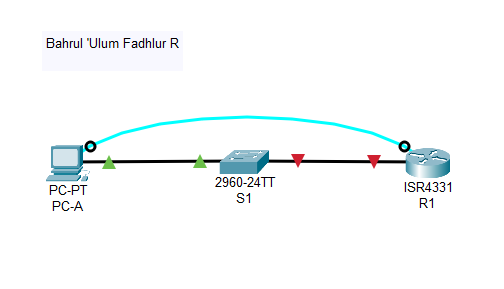 Bahrul 'Ulum Fadhlur R
PC-PT
PC-A
2960-24TT
S1
ISR4331
R1